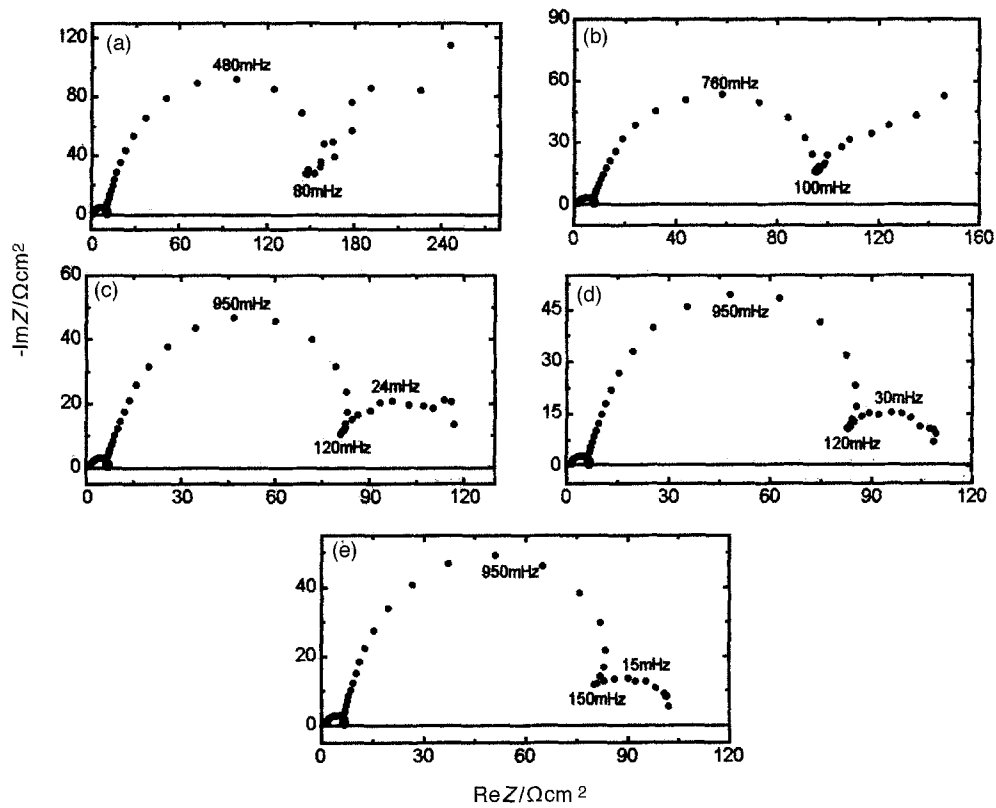 (a)
480mHz
80mHz
120
80
40
0
0 60 120 180 240
(b)
760mHz
100mHz
90
60
30
0
0 40 80 120 160
(c)
950mHz
24mHz
120mHz
60
40
20
0
0 30 60 90 120
(d)
950mHz
30mHz
120mHz
45
30
15
0
0 30 60 90 120
-ImZ/Ωcm²
(e)
950mHz
15mHz
150mHz
40
20
0
0 30 60 90 120
ReZ/Ωcm²